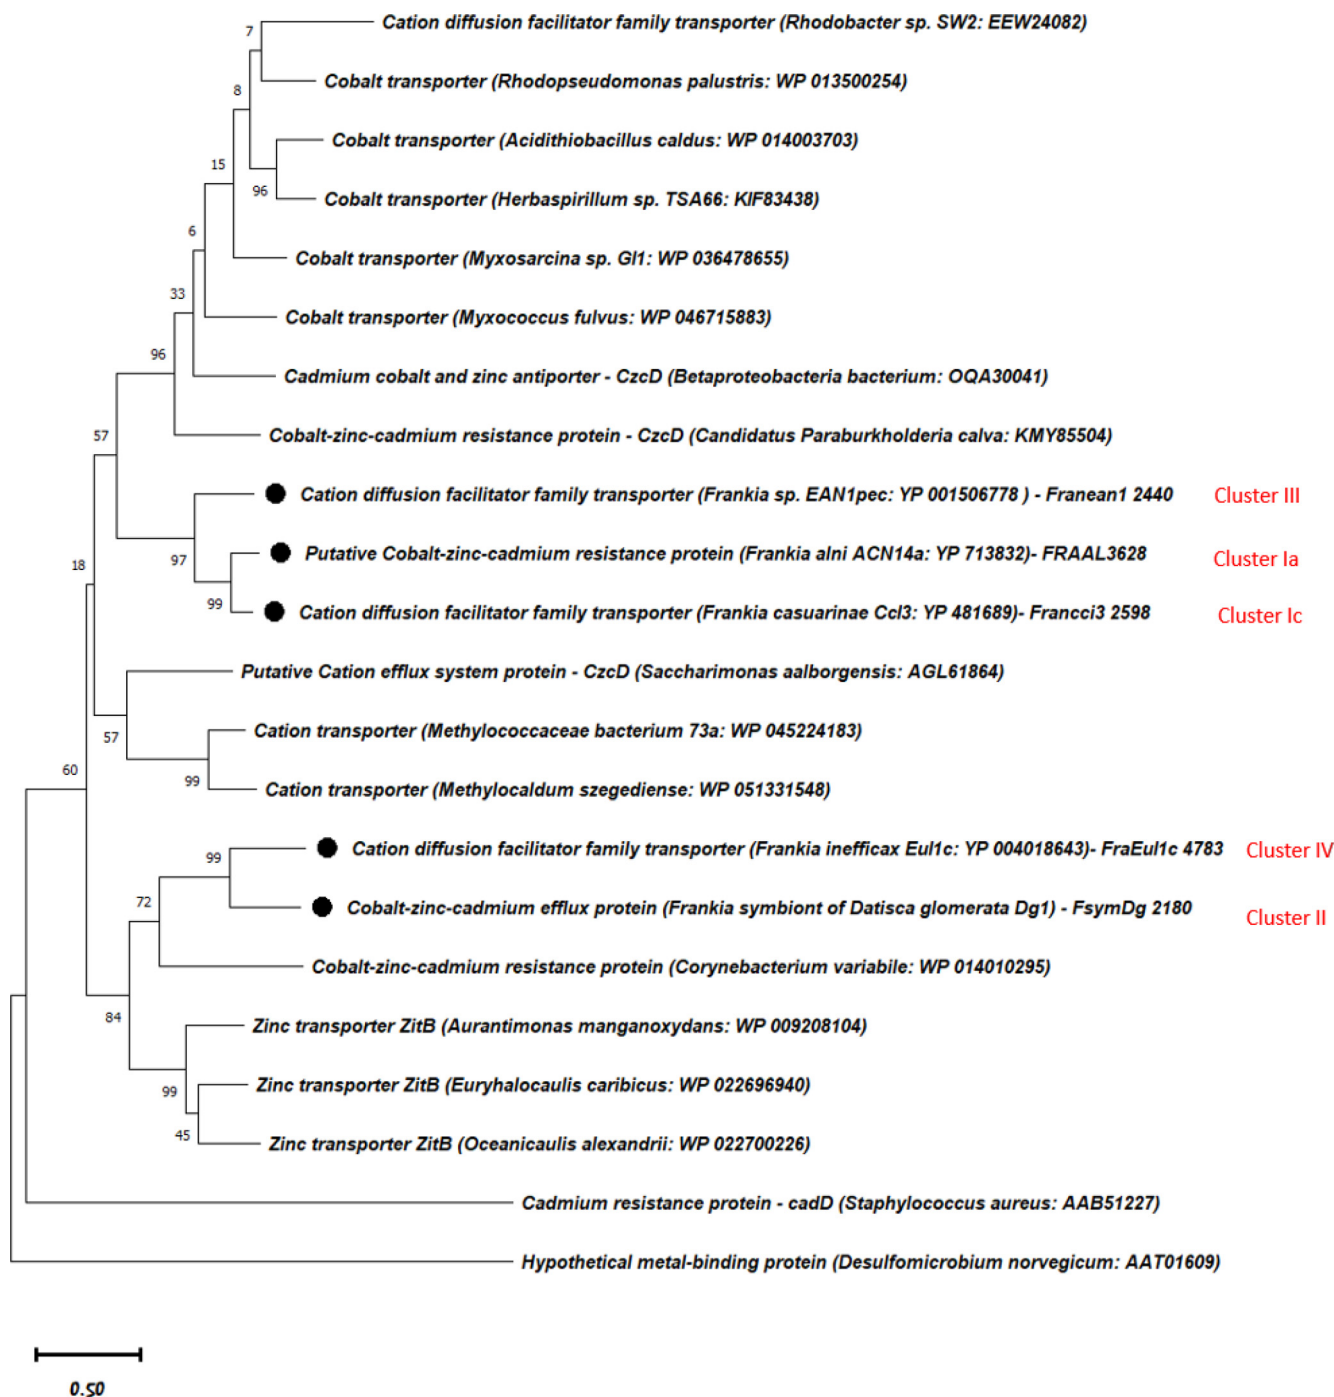 7
Cation diffusion facilitator family transporter (Rhodobacter sp. SW2: EEW24082)
Cobalt transporter (Rhodopseudomonas palustris: WP 013500254)
8
Cobalt transporter (Acidithiobacillus caldus: WP 014003703)
15
96
Cobalt transporter (Herbaspirillum sp. TSA66: KIF83438)
6
Cobalt transporter (Myxosarcina sp. GI1: WP 036478655)
33
Cobalt transporter (Myxococcus fulvus: WP 046715883)
96
Cadmium cobalt and zinc antiporter - CzcD (Betaproteobacteria bacterium: OQA30041)
57
Cobalt-zinc-cadmium resistance protein - CzcD (Candidatus Paraburkholderia calva: KMY85504)
Cation diffusion facilitator family transporter (Frankia sp. EAN1pec: YP 001506778 ) - Franean1 2440 Cluster III
97
Putative Cobalt-zinc-cadmium resistance protein (Frankia alni ACN14a: YP 713832)- FRAAL3628 Cluster Ia
18
99
Cation diffusion facilitator family transporter (Frankia casuarinae CcI3: YP 481689)- Francci3 2598 Cluster Ic
Putative Cation efflux system protein - CzcD (Saccharimonas aalborgensis: AGL61864)
57
Cation transporter (Methylococcaceae bacterium 73a: WP 045224183)
60
99
Cation transporter (Methylocaldum szegediense: WP 051331548)
99
Cation diffusion facilitator family transporter (Frankia inefficax EuI1c: YP 004018643)- FraEuI1c 4783 Cluster IV
72
Cobalt-zinc-cadmium efflux protein (Frankia symbiont of Datisca glomerata Dg1) - FsymDg 2180 Cluster II
Cobalt-zinc-cadmium resistance protein (Corynebacterium variabile: WP 014010295)
84
Zinc transporter ZitB (Aurantimonas manganoxydans: WP 009208104)
99
Zinc transporter ZitB (Euryhalocaulis caribicus: WP 022696940)
45
Zinc transporter ZitB (Oceanicaulis alexandrii: WP 022700226)
Cadmium resistance protein - cadD (Staphylococcus aureus: AAB51227)
Hypothetical metal-binding protein (Desulfomicrobium norvegicum: AAT01609)
0.50